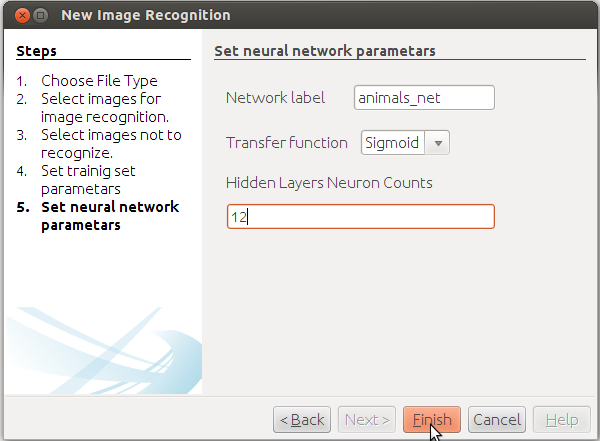 New Image Recognition
Steps
1. Choose File Type
2. Select images for
image recognition.
3. Select images not to
recognize.
4. Set trainig set
parametars
5. Set neural network
parametars
Set neural network parametars
Network label animals_net
Transfer function Sigmoid
Hidden Layers Neuron Counts
12
< Back Next > Finish Cancel Help